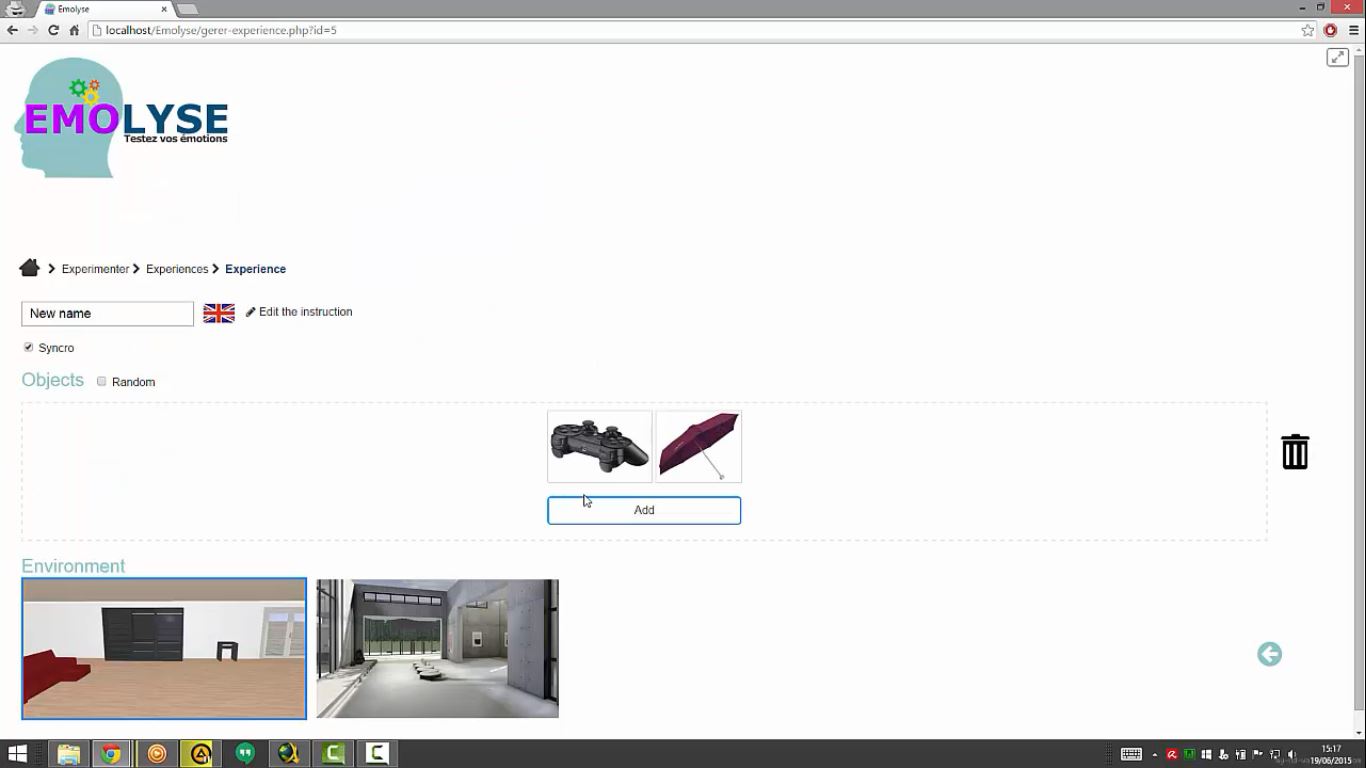 Emolyse
localhost/Emolyse/gerer-experience.php?id=5
EMOLYSE
Testez vos émotions
Experimenter Experiences Experience
New name Edit the instruction
Syncro
Objects Random
Add
Environment
15:17
19/06/2015